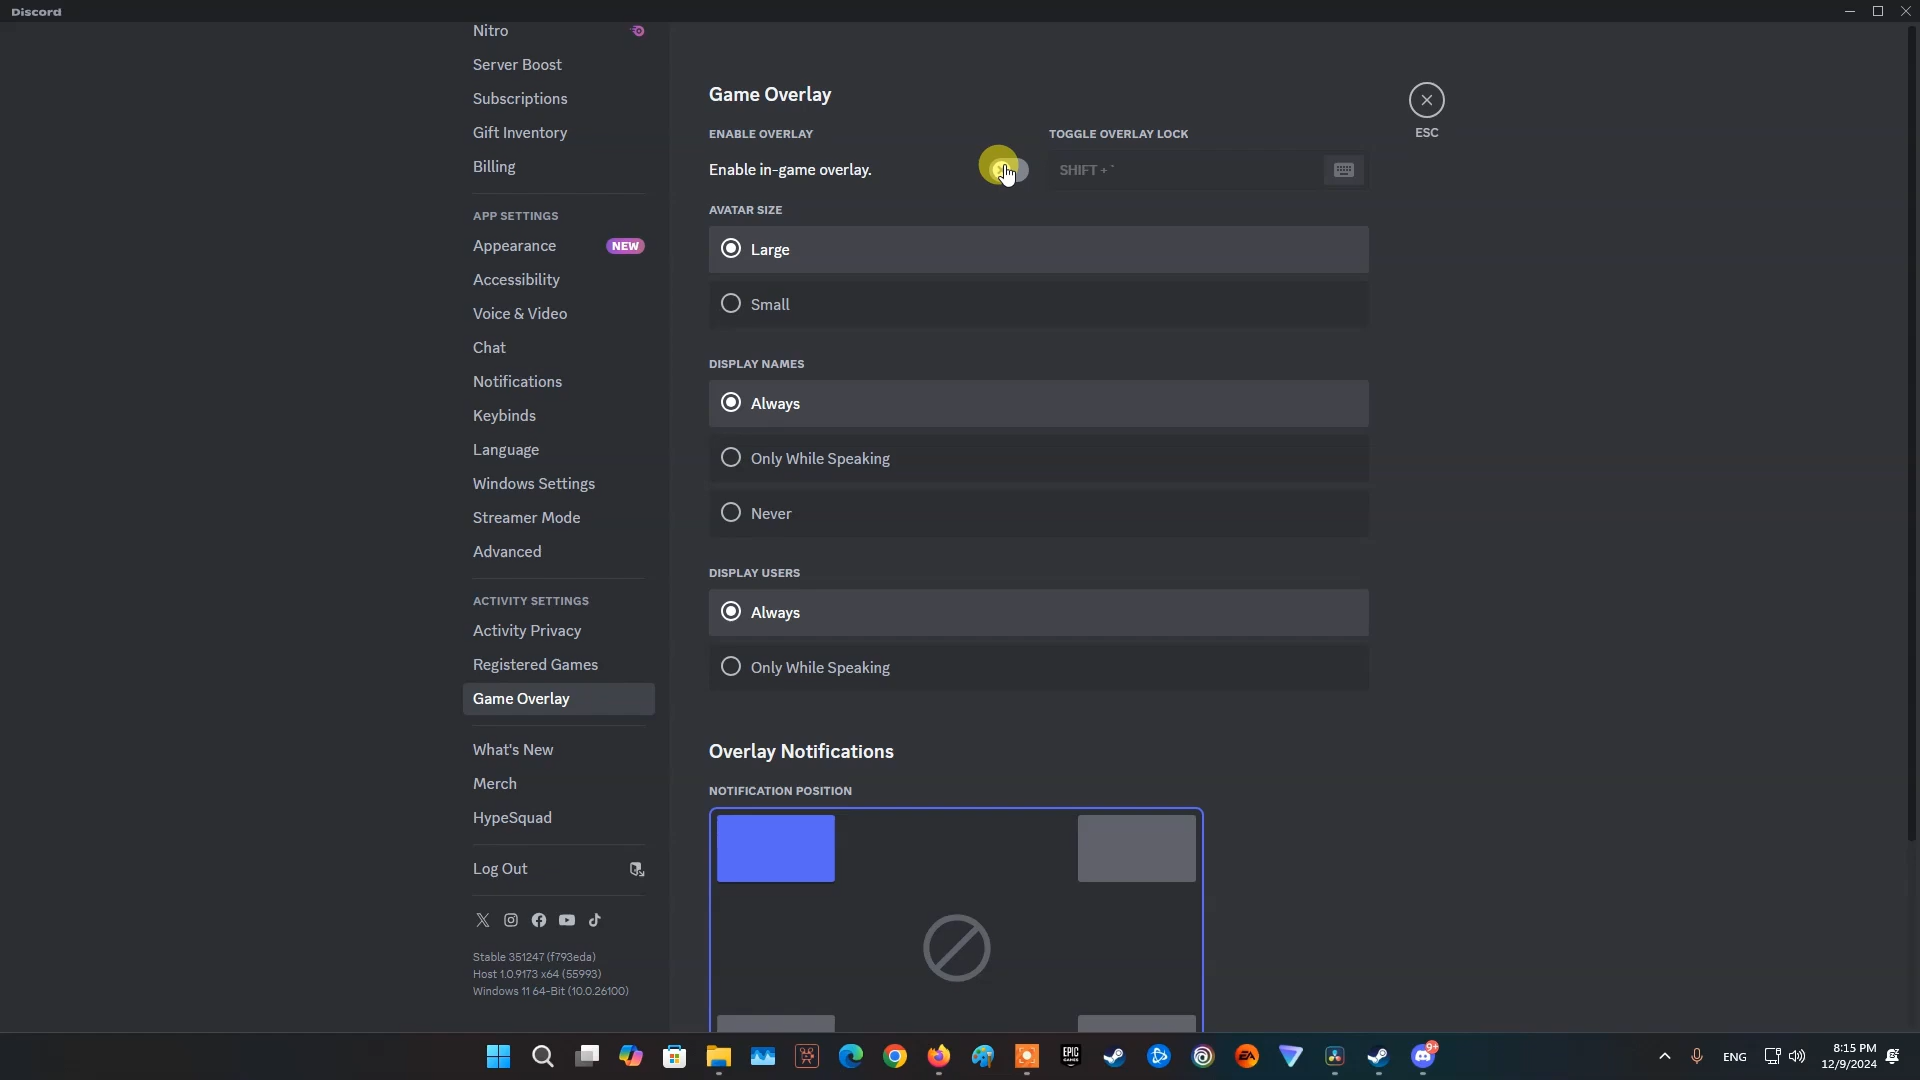 Discord
Nitro
Server Boost
Subscriptions
Gift Inventory
Billing
APP SETTINGS
Appearance NEW
Accessibility
Voice & Video
Chat
Notifications
Keybinds
Language
Windows Settings
Streamer Mode
Advanced
ACTIVITY SETTINGS
Activity Privacy
Registered Games
Game Overlay
What's New
Merch
HypeSquad
Log Out
Stable 351247 (f793eda)
Host 1.0.9173 x64 (55993)
Windows 11 64-Bit (10.0.26100)
Game Overlay
ENABLE OVERLAY
Enable in-game overlay.
TOGGLE OVERLAY LOCK
SHIFT + `
ESC
AVATAR SIZE
Large
Small
DISPLAY NAMES
Always
Only While Speaking
Never
DISPLAY USERS
Always
Only While Speaking
Overlay Notifications
NOTIFICATION POSITION
EPIC GAMES
EA
9+
ENG
8:15 PM
12/9/2024